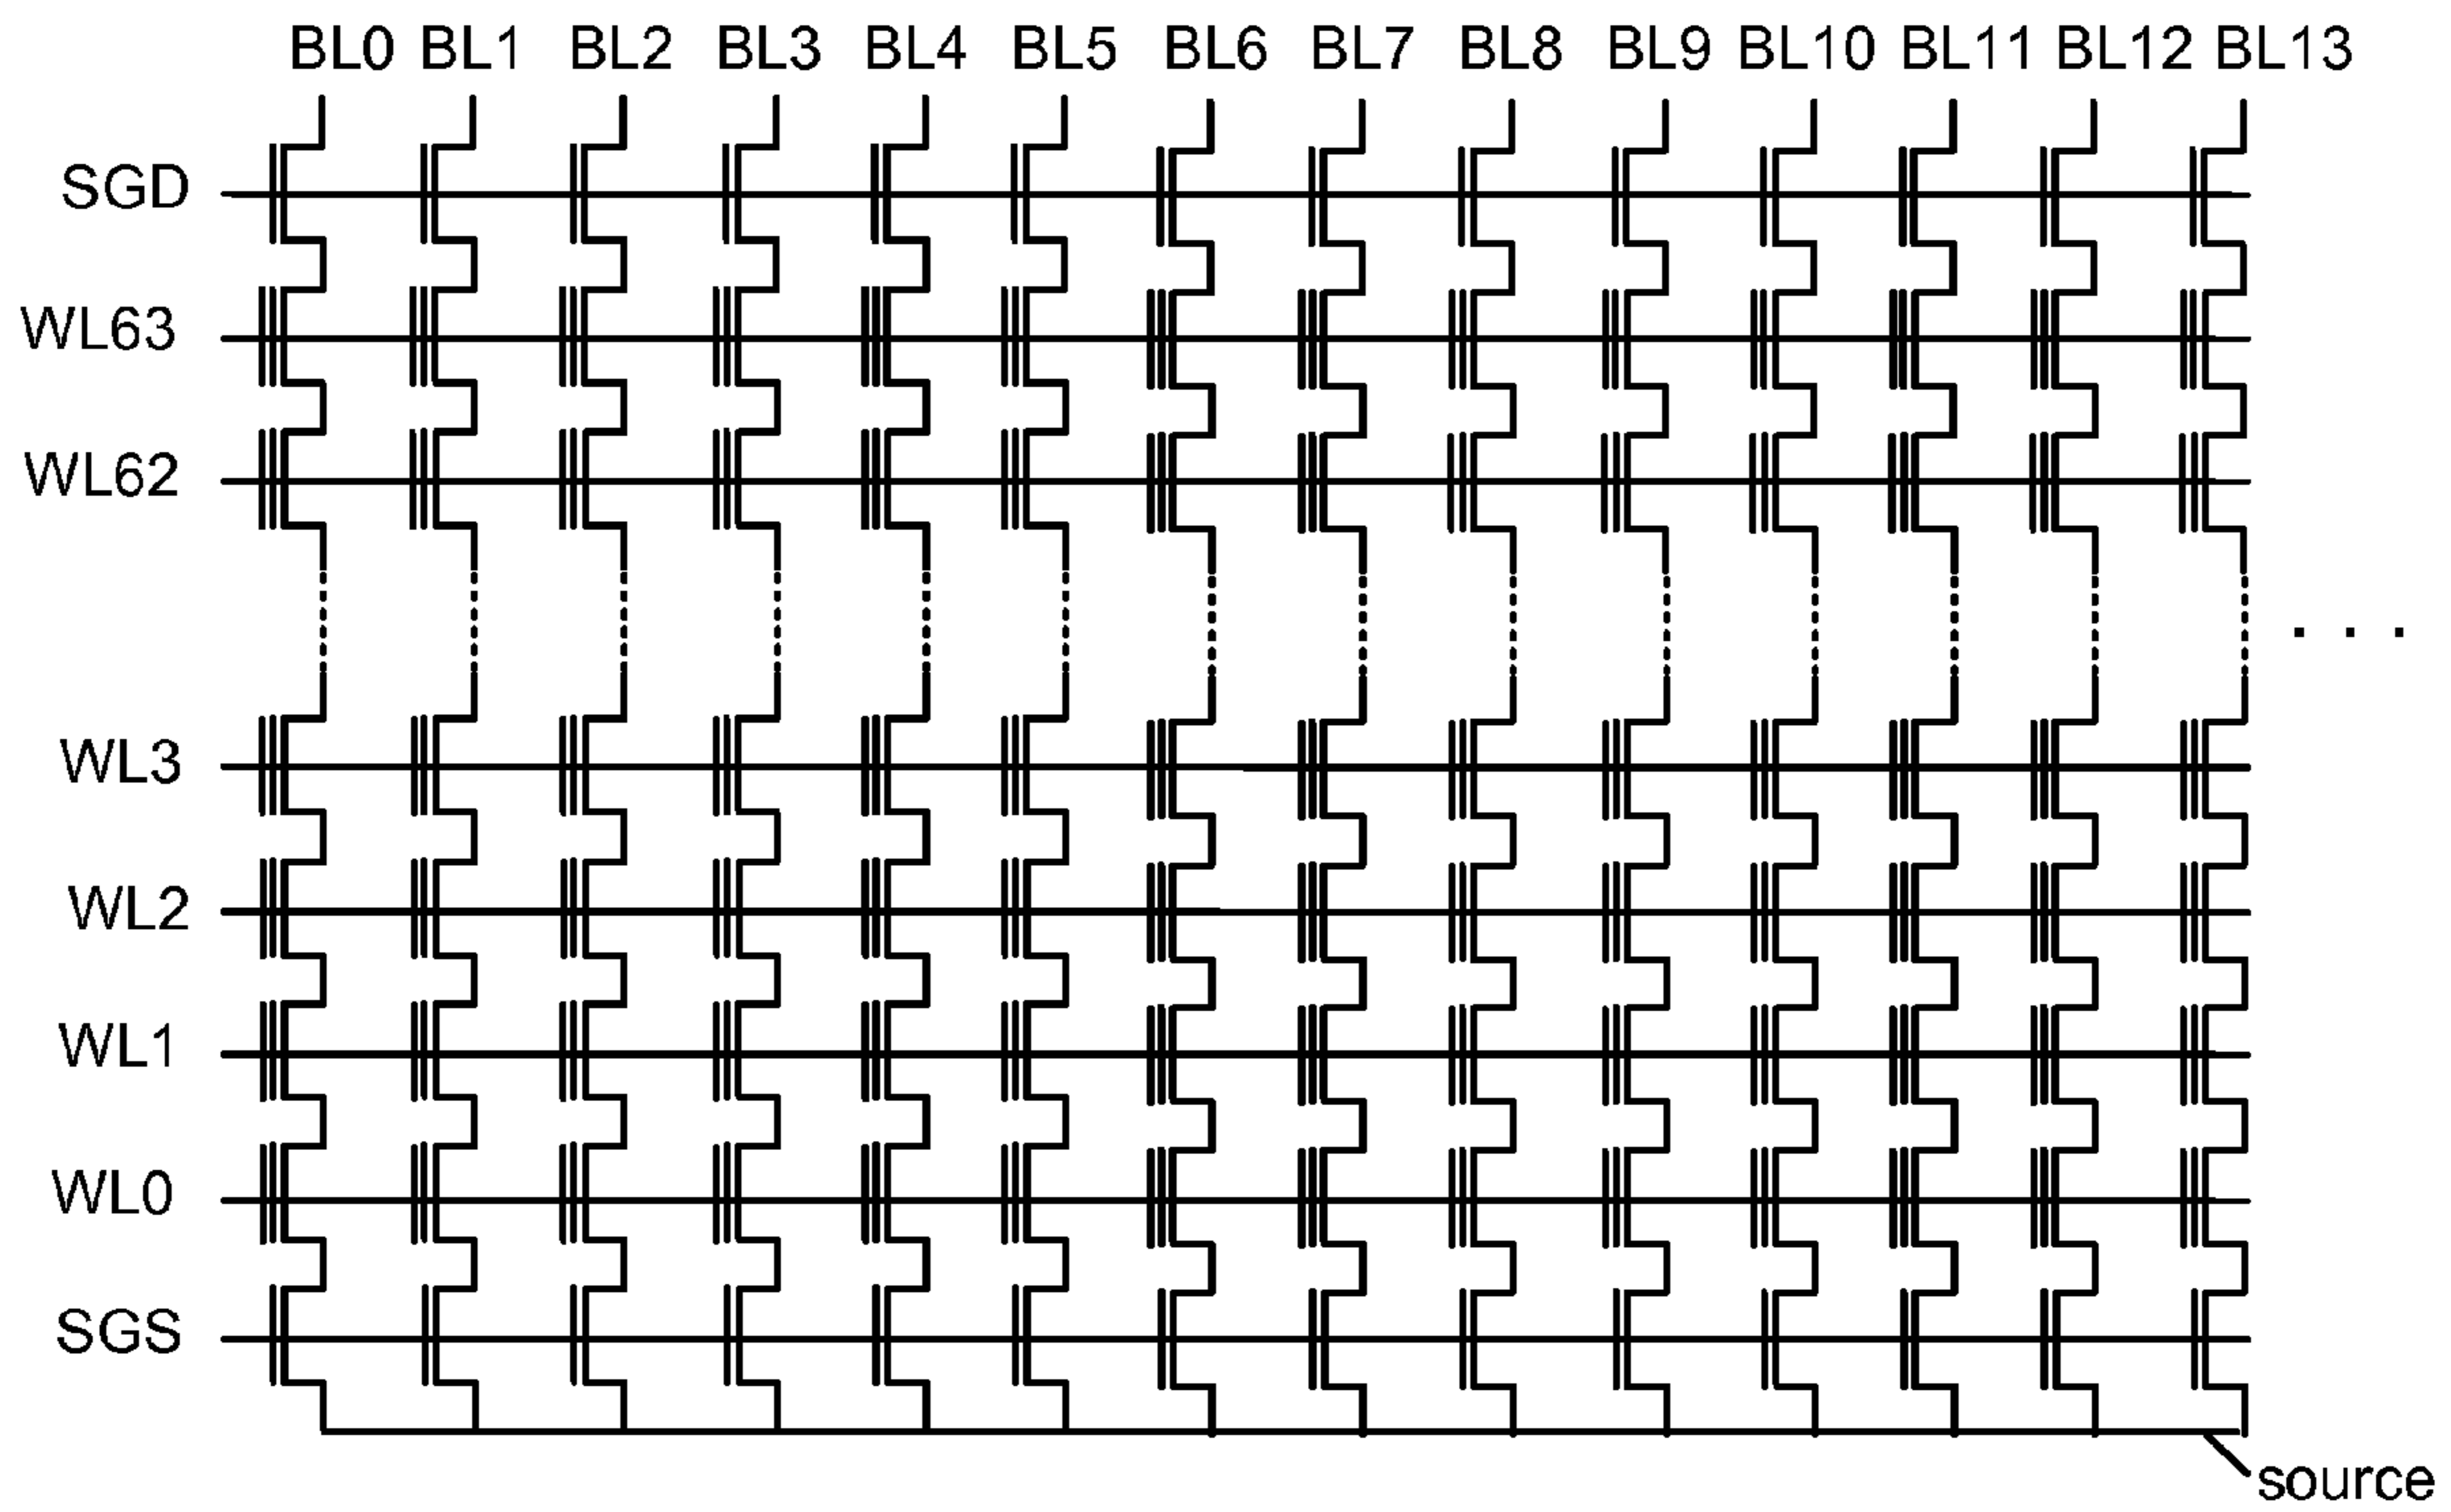 BL0 BL1 BL2 BL3 BL4 BL5 BL6 BL7 BL8 BL9 BL10 BL11 BL12 BL13
SGD
WL63
WL62
. . .
WL3
WL2
WL1
WL0
SGS
source